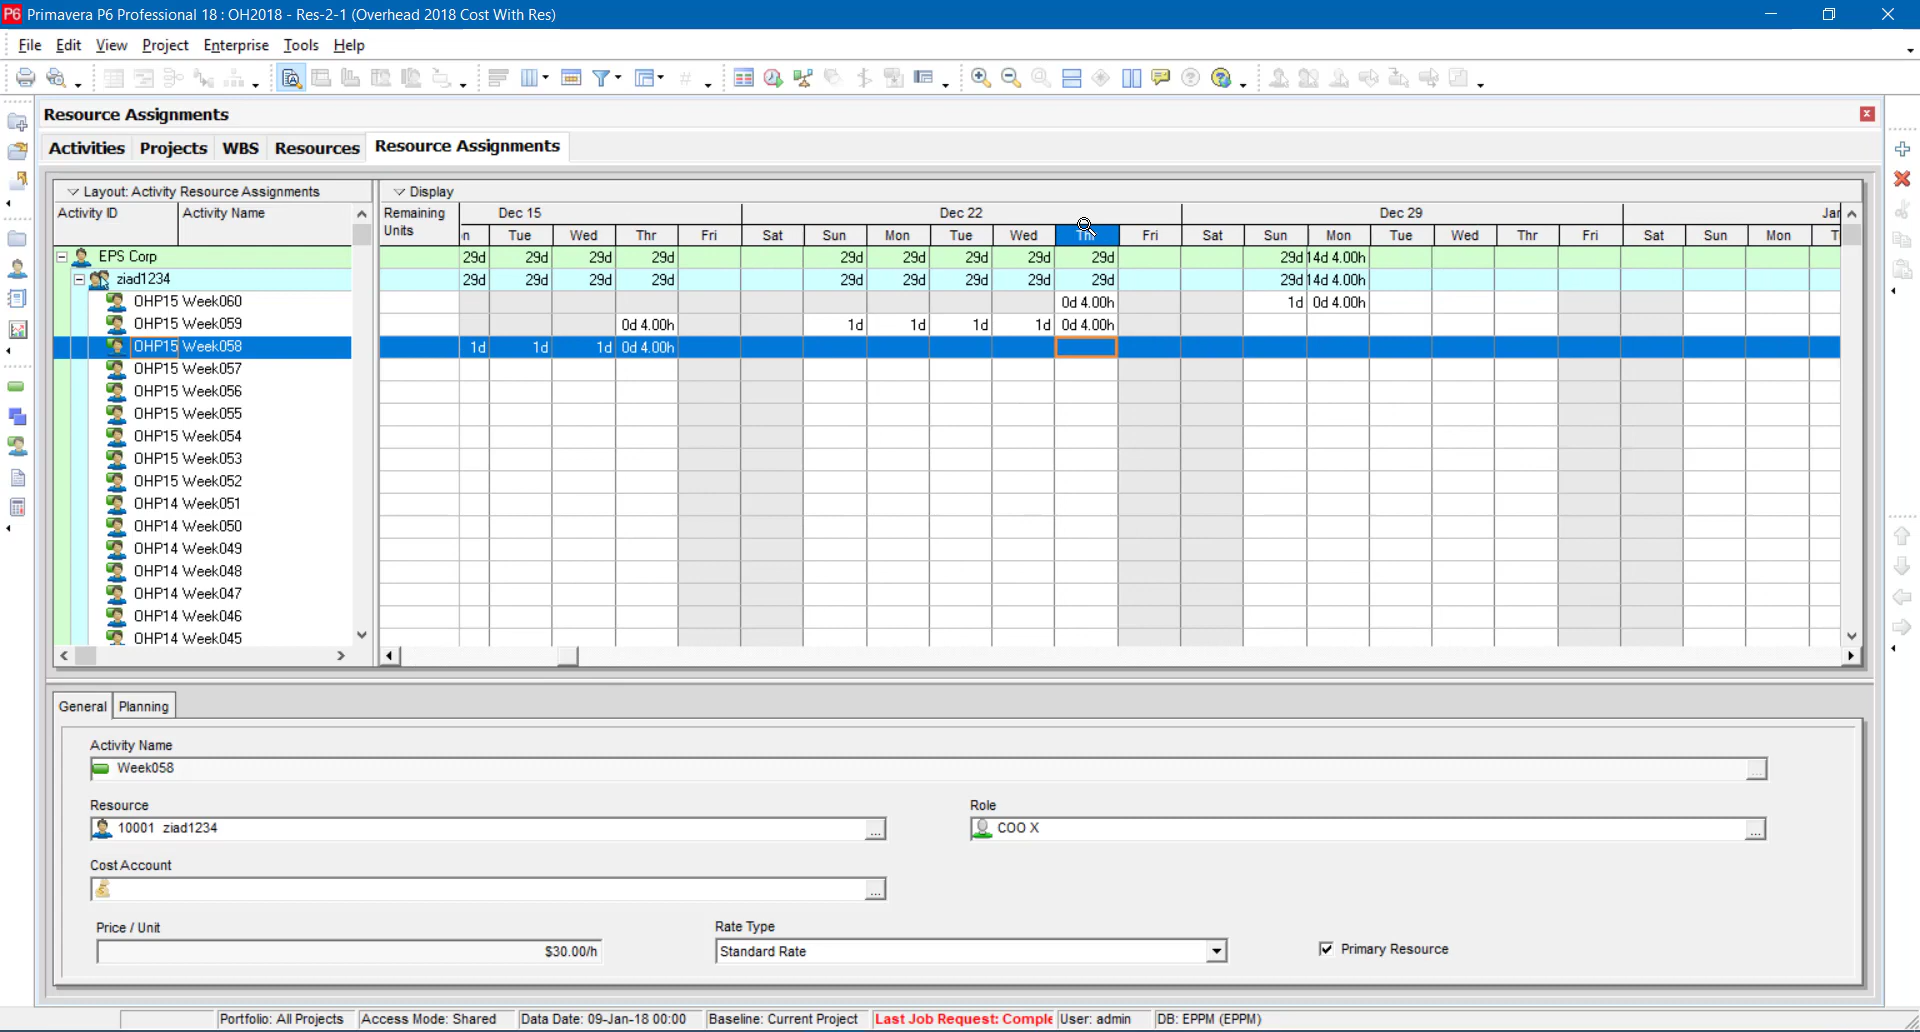 P6 Primavera P6 Professional 18 : OH2018 - Res-2-1 (Overhead 2018 Cost With Res)
File Edit View Project Enterprise Tools Help
Resource Assignments
Activities Projects WBS Resources Resource Assignments
Layout: Activity Resource Assignments Display
Activity ID Activity Name Remaining Units Dec 15 Dec 22 Dec 29 Jar
n Tue Wed Thr Fri Sat Sun Mon Tue Wed Thr Fri Sat Sun Mon Tue Wed Thr Fri Sat Sun Mon T
EPS Corp 29d 29d 29d 29d 29d 29d 29d 29d 29d 29d 14d 4.00h
ziad1234 29d 29d 29d 29d 29d 29d 29d 29d 29d 29d 14d 4.00h
OHP15 Week060 0d 4.00h 1d 0d 4.00h
OHP15 Week059 0d 4.00h 1d 1d 1d 1d 0d 4.00h
OHP15 Week058 1d 1d 1d 0d 4.00h
OHP15 Week057
OHP15 Week056
OHP15 Week055
OHP15 Week054
OHP15 Week053
OHP15 Week052
OHP14 Week051
OHP14 Week050
OHP14 Week049
OHP14 Week048
OHP14 Week047
OHP14 Week046
OHP14 Week045
General Planning
Activity Name
Week058
Resource Role
10001 ziad1234 ... COO X ...
Cost Account
...
Price / Unit Rate Type
$30.00/h Standard Rate Primary Resource
Portfolio: All Projects Access Mode: Shared Data Date: 09-Jan-18 00:00 Baseline: Current Project Last Job Request: Comple User: admin DB: EPPM (EPPM)